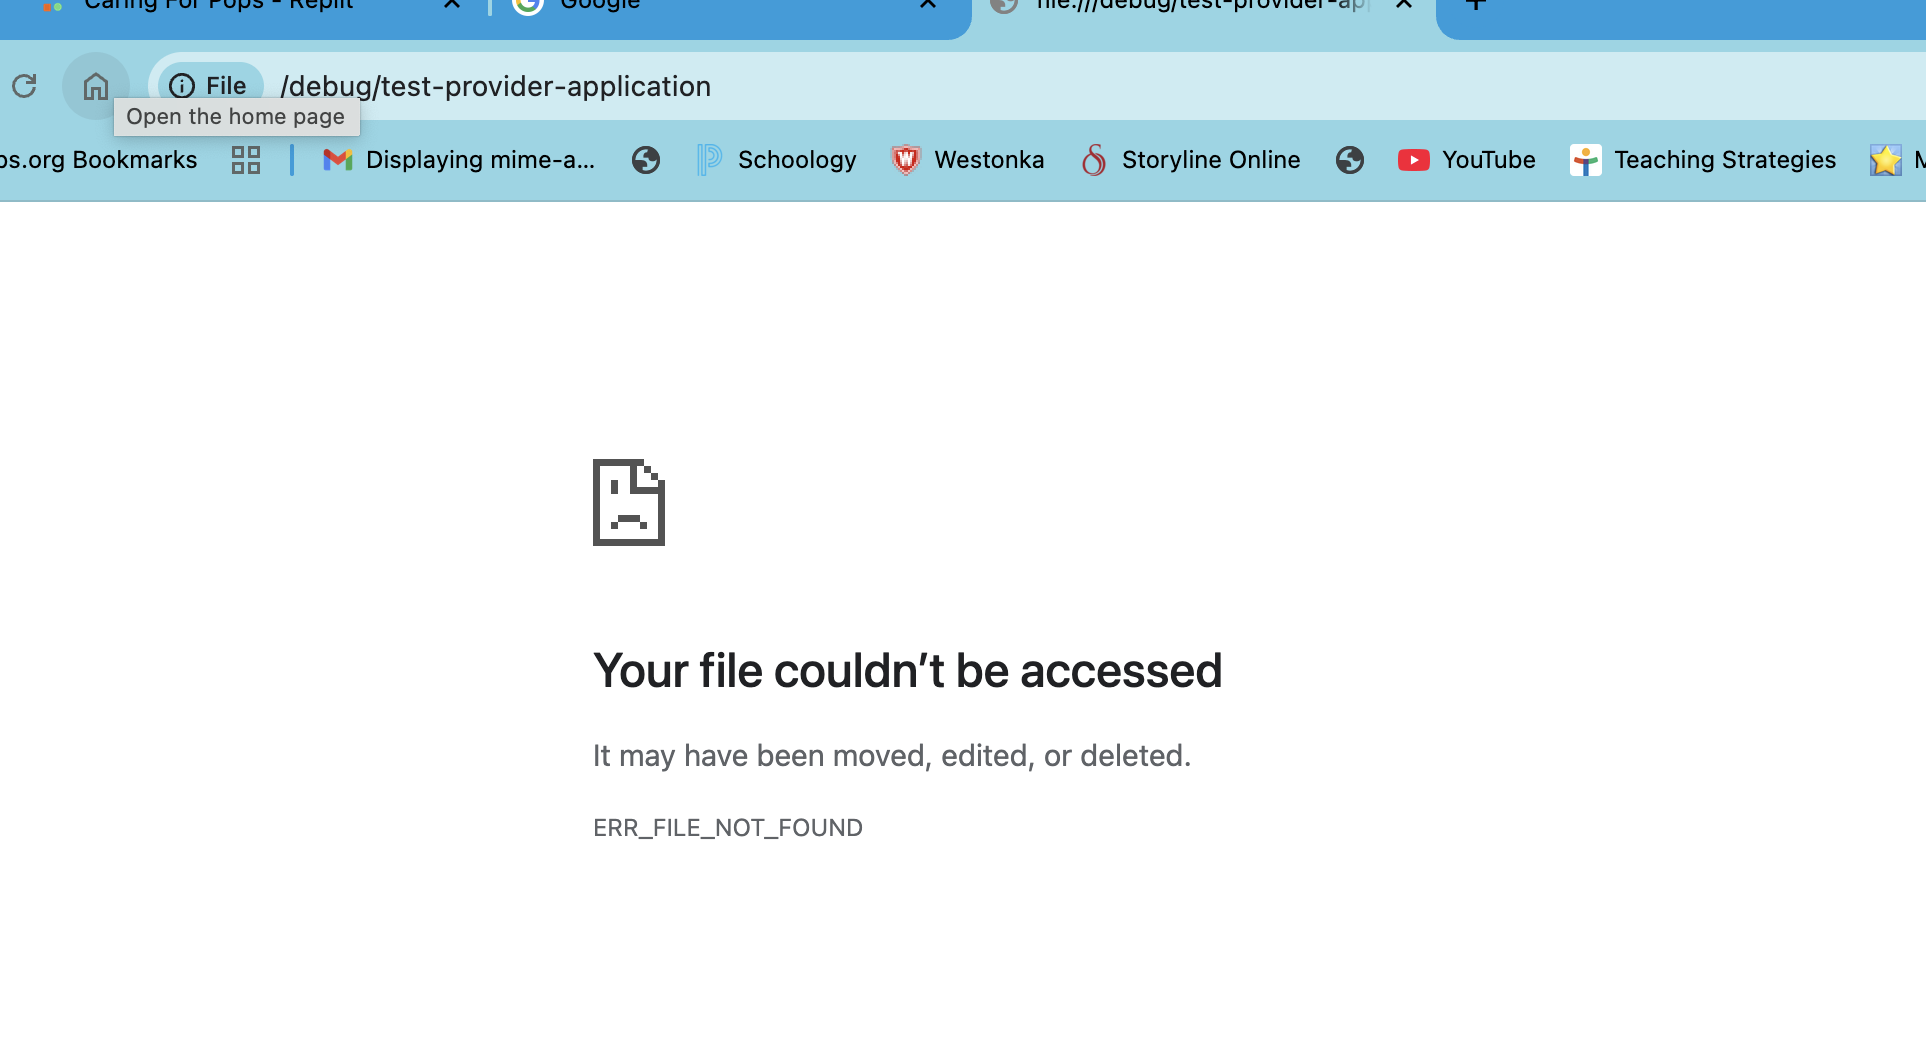 Caring For Pops - Replit
Google
file:///debug/test-provider-ap
File
/debug/test-provider-application
Open the home page
os.org Bookmarks
Displaying mime-a...
Schoology
Westonka
Storyline Online
YouTube
Teaching Strategies
M
Your file couldn’t be accessed
It may have been moved, edited, or deleted.
ERR_FILE_NOT_FOUND